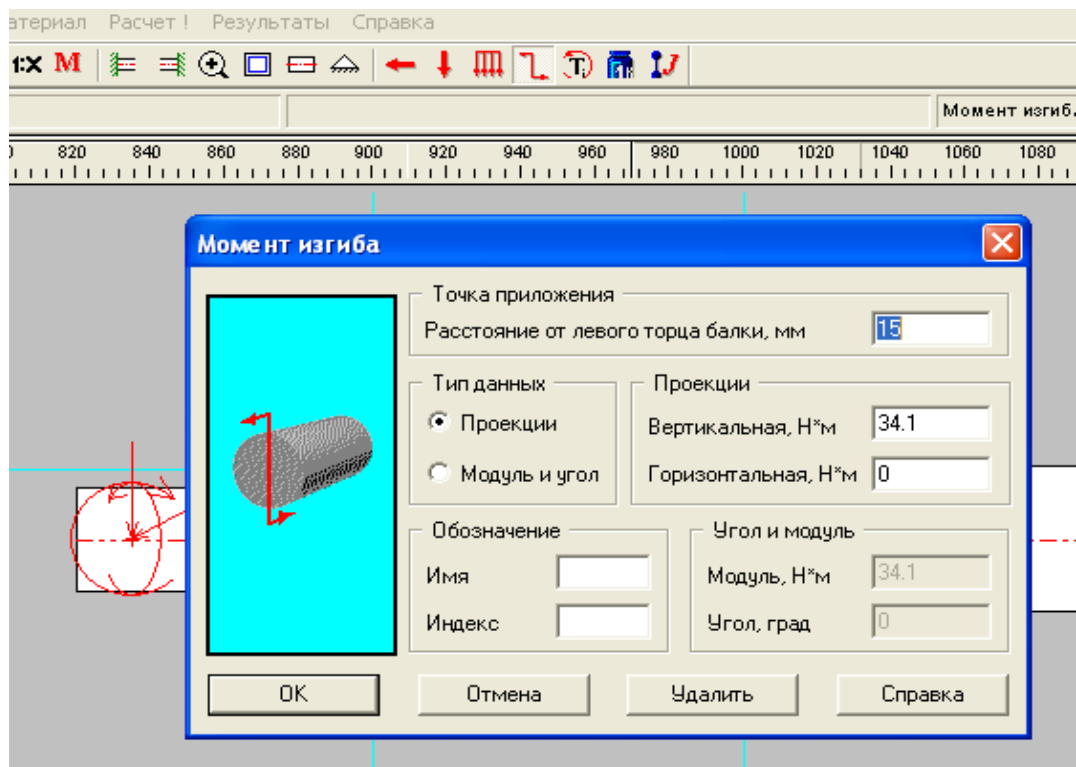 атериал Расчет ! Результаты Справка
1:X M T J
Момент изгиб.
820 840 860 880 900 920 940 960 980 1000 1020 1040 1060 1080
Момент изгиба
Точка приложения
Расстояние от левого торца балки, мм 15
Тип данных Проекции
Проекции Вертикальная, Н*м 34.1
Модуль и угол Горизонтальная, Н*м 0
Обозначение Угол и модуль
Имя Модуль, Н*м 34.1
Индекс Угол, град 0
OK Отмена Удалить Справка